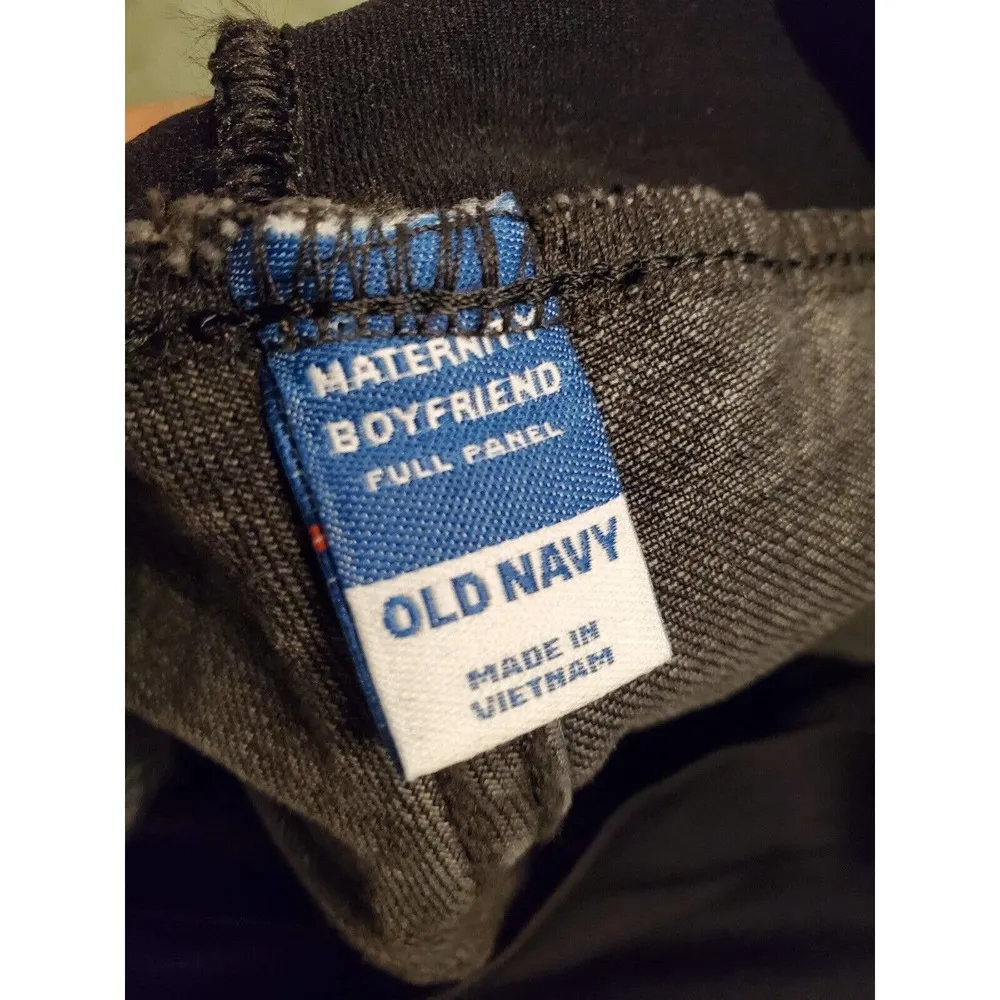 MATERNITY
BOYFRIEND
FULL PANEL
OLD NAVY
MADE IN
VIETNAM